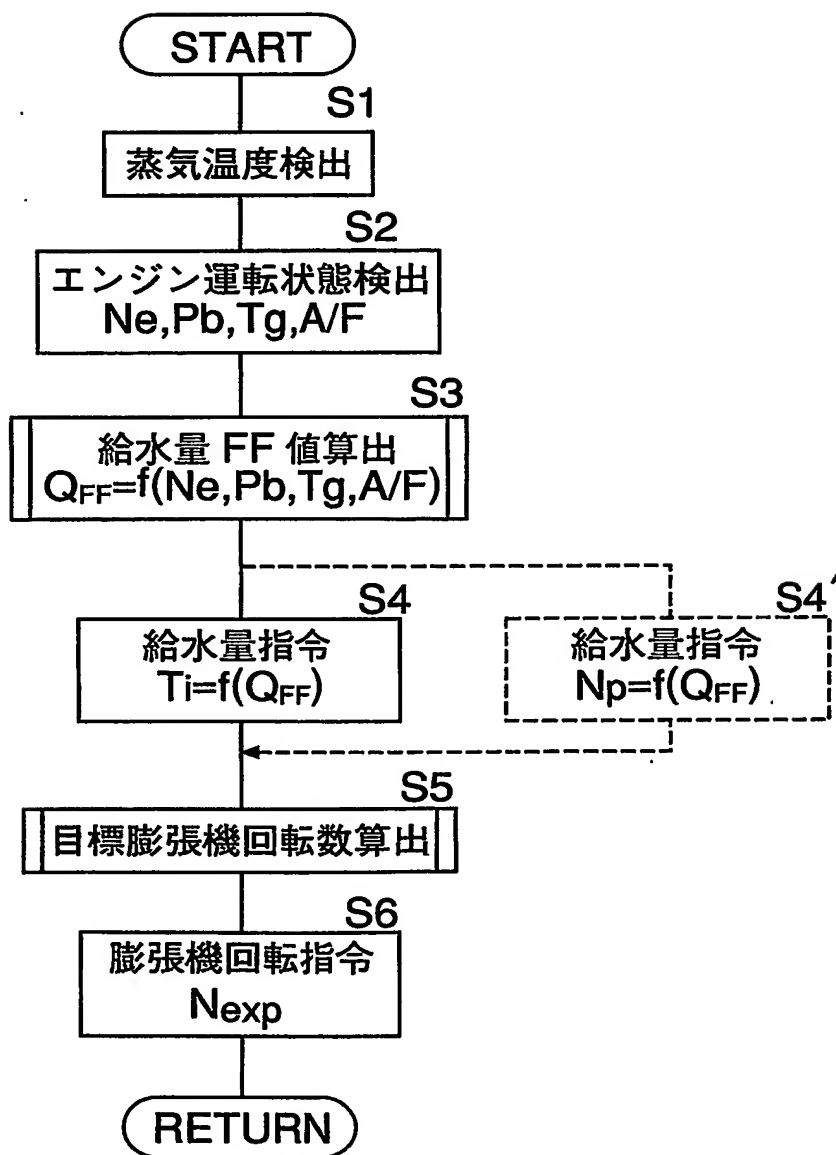 START
S1
蒸気温度検出
S2
エンジン運転状態検出
Ne,Pb,Tg,A/F
S3
給水量 FF 値算出
QFF=f(Ne,Pb,Tg,A/F)
S4
給水量指令
Ti=f(QFF)
S4´
給水量指令
Np=f(QFF)
S5
目標膨張機回転数算出
S6
膨張機回転指令
Nexp
RETURN